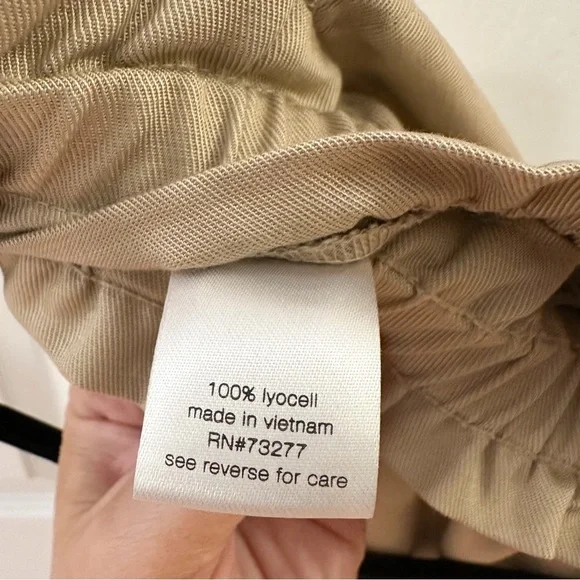 100% lyocell
made in vietnam
RN#73277
see reverse for care